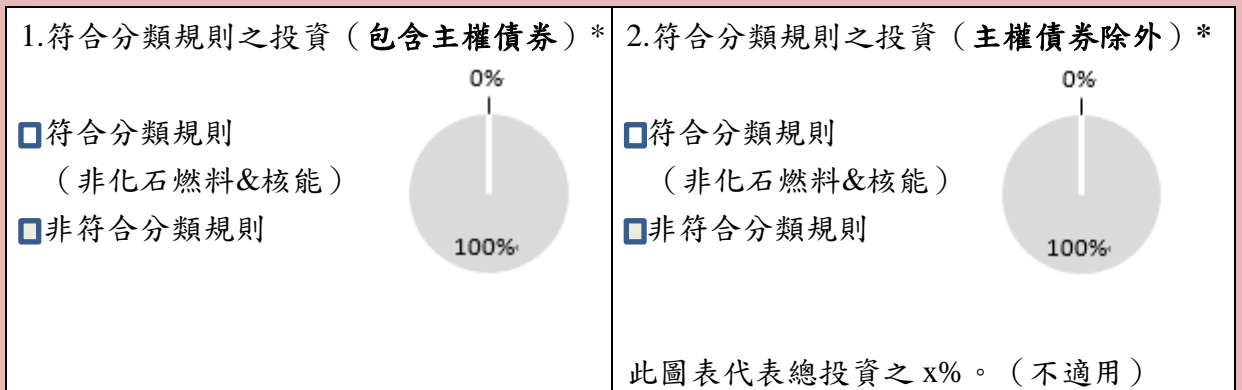 1.符合分類規則之投資（包含主權債券）*
0%
符合分類規則
（非化石燃料&核能）
非符合分類規則
100%
2.符合分類規則之投資（主權債券除外）*
0%
符合分類規則
（非化石燃料&核能）
非符合分類規則
100%
此圖表代表總投資之 x%。（不適用）